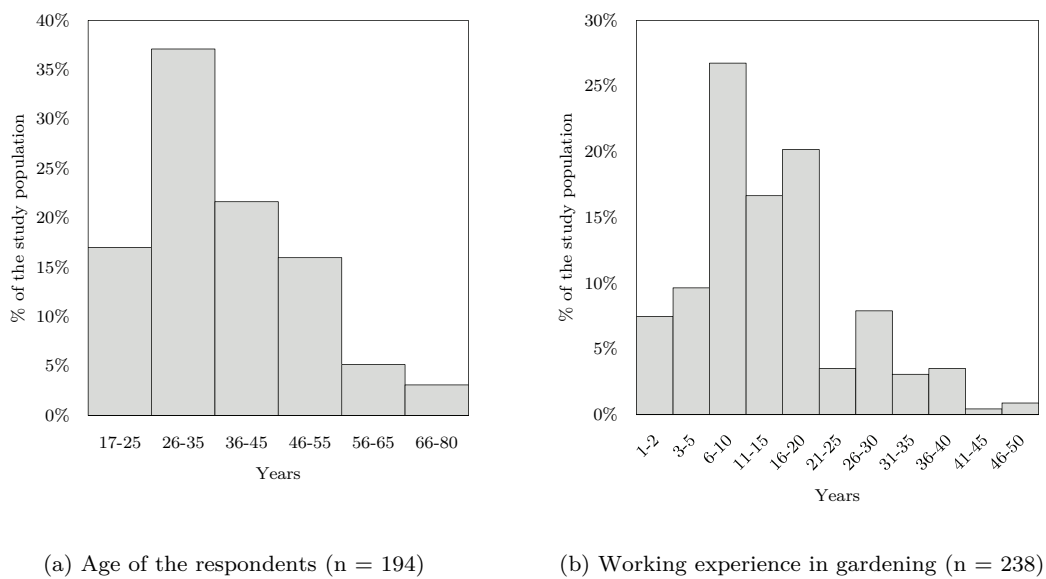 40%
35%
30%
25%
20%
15%
10%
5%
0%
% of the study population
17-25 26-35 36-45 46-55 56-65 66-80
Years
(a) Age of the respondents (n = 194)
30%
25%
20%
15%
10%
5%
0%
% of the study population
1-2 3-5 6-10 11-15 16-20 21-25 26-30 31-35 36-40 41-45 46-50
Years
(b) Working experience in gardening (n = 238)